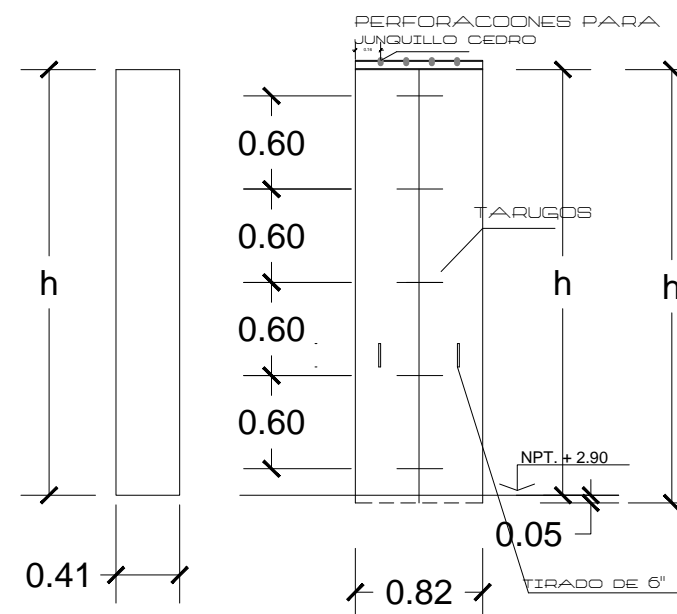 PERFORACOONES PARA
JUNQUILLO CEDRO
0.60
0.60
TARUGOS
h
h
h
0.60
0.60
NPT. + 2.90
0.05
0.41
0.82
TIRADO DE 6"